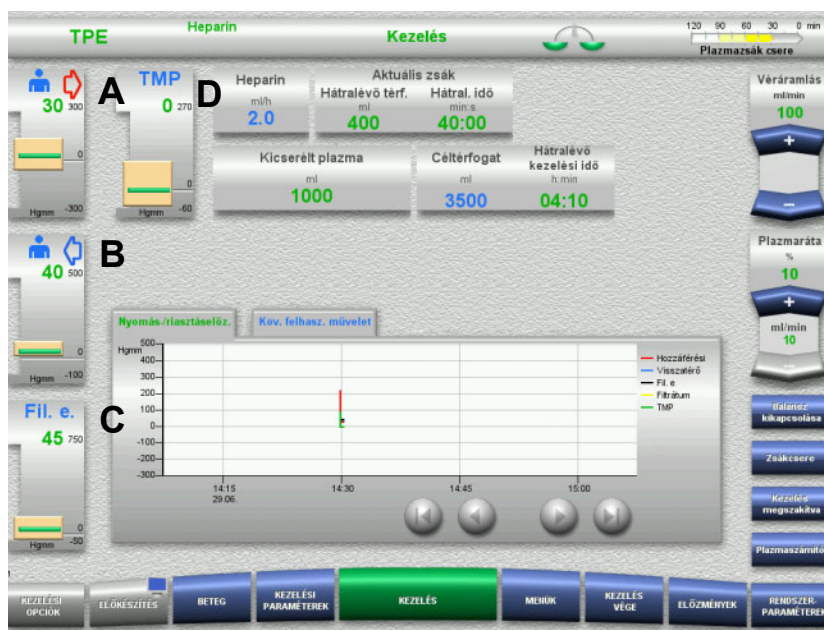 TPE
Heparin
Kezelés
120 90 60 30 0 min
Plazmazsák csere
30 300
0
-300
Hgmm
A
TMP
0 270
0
-60
Hgmm
D
Heparin
ml/h
2.0
Aktuális zsák
Hátralévő térf. Hátral. idő
ml min:s
400 40:00
Kicserélt plazma
ml
1000
Céltérfogat
ml
3500
Hátralévő
kezelési idő
h:min
04:10
Véráramlás
ml/min
100
+
–
40 500
0
-100
Hgmm
B
Plazmaráta
%
10
+
ml/min
10
–
Fil. e.
45 750
0
-50
Hgmm
C
Nyomás-/riasztáselőz.
Köv. felhasz. művelet
Hgmm
500
400
300
200
100
0
-100
-200
-300
14:15 14:30 14:45 15:00
29.06.
Hozzáférési
Visszatérő
Fil. e
Filtrátum
TMP
Balansz
kikapcsolása
Zsákcsere
Kezelés
megszakítva
Plazmaszámító
KEZELÉSI
OPCIÓK
ELŐKÉSZÍTÉS
BETEG
KEZELÉSI
PARAMÉTEREK
KEZELÉS
MENÜK
KEZELÉS
VÉGE
ELŐZMÉNYEK
RENDSZER-
PARAMÉTEREK